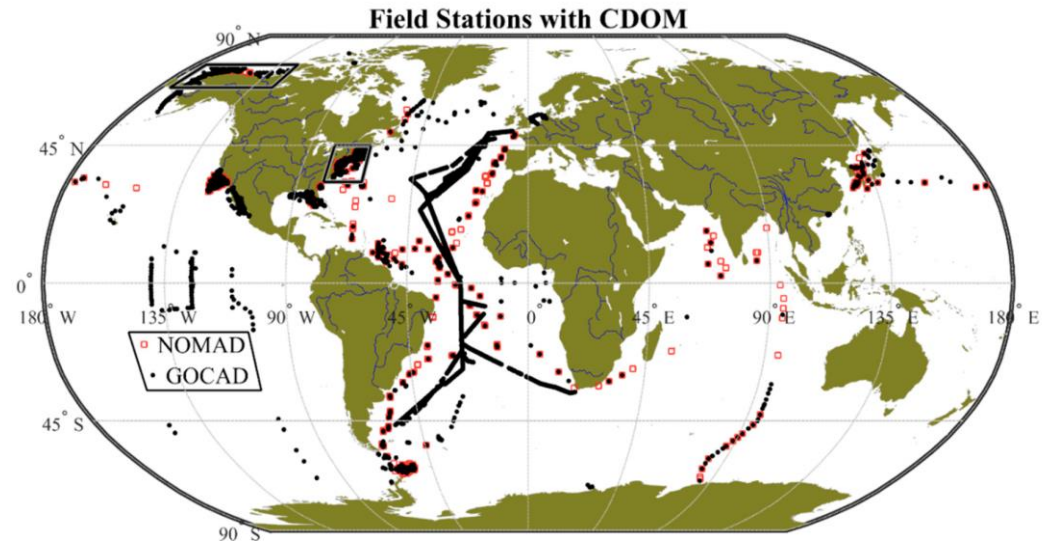 Field Stations with CDOM
90° N
45° N
0°
180° W
135° W
90° W
45° W
0°
45° E
90° E
135° E
180° E
NOMAD
GOCAD
45° S
90° S